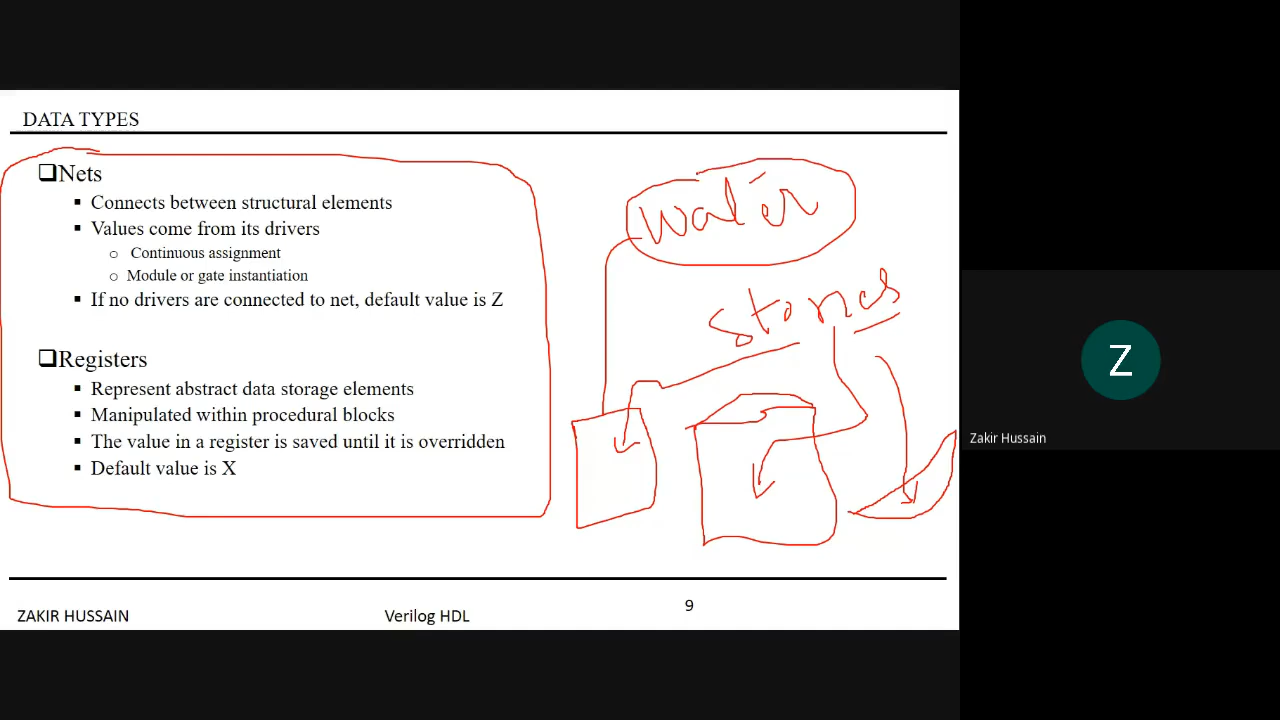 DATA TYPES
Nets
Connects between structural elements
Values come from its drivers
Continuous assignment
Module or gate instantiation
If no drivers are connected to net, default value is Z
Registers
Represent abstract data storage elements
Manipulated within procedural blocks
The value in a register is saved until it is overridden
Default value is X
water
stones
ZAKIR HUSSAIN
Verilog HDL
9
Z
Zakir Hussain